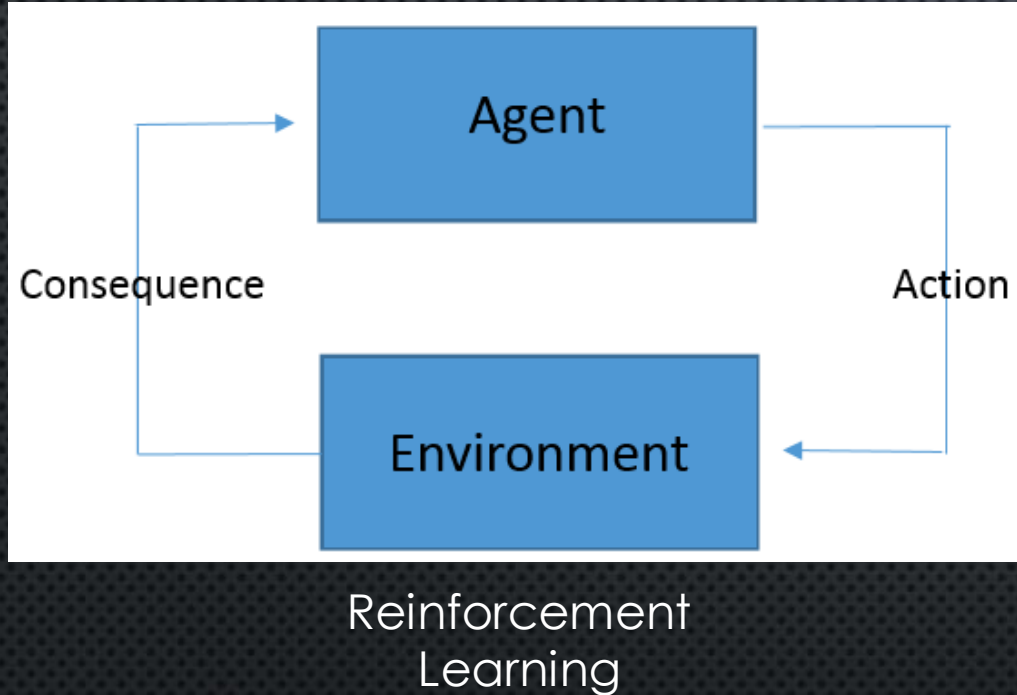 Agent
Consequence
Action
Environment
Reinforcement
Learning